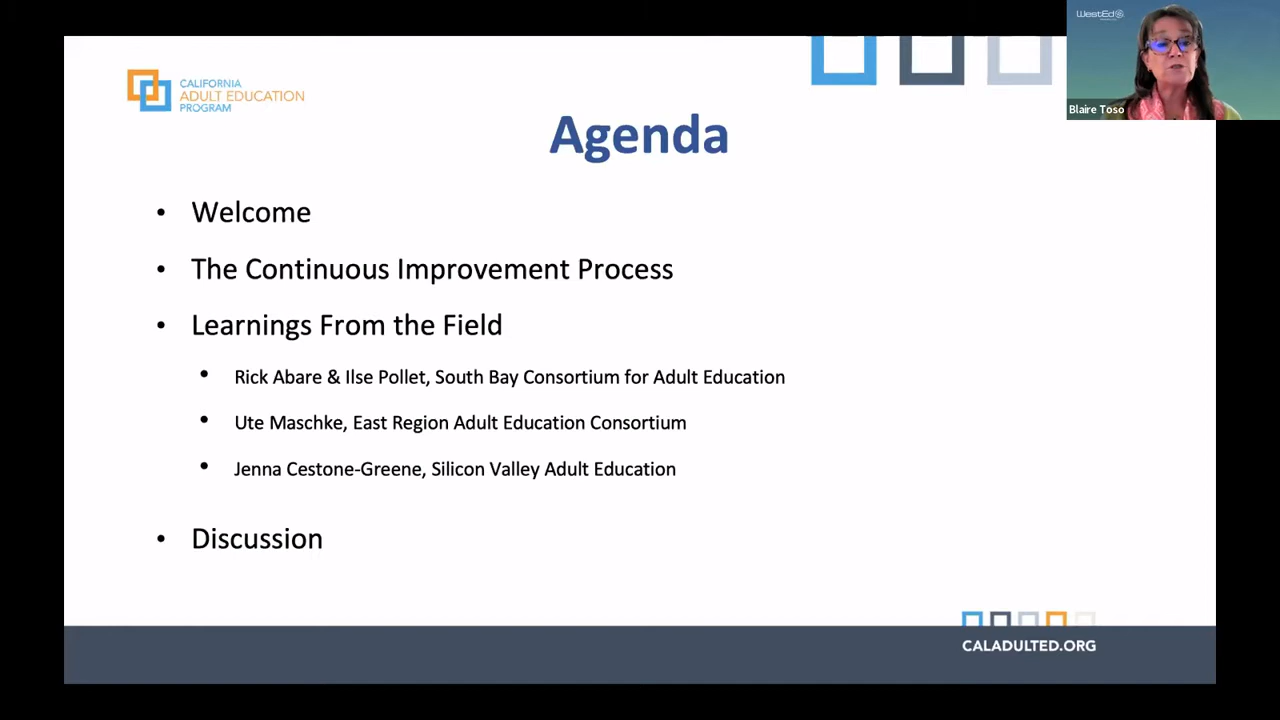 WestEd
Blaire Toso
CALIFORNIA
ADULT EDUCATION
PROGRAM
Agenda
• Welcome
• The Continuous Improvement Process
• Learnings From the Field
• Rick Abare & Ilse Pollet, South Bay Consortium for Adult Education
• Ute Maschke, East Region Adult Education Consortium
• Jenna Cestone-Greene, Silicon Valley Adult Education
• Discussion
CALADULTED.ORG